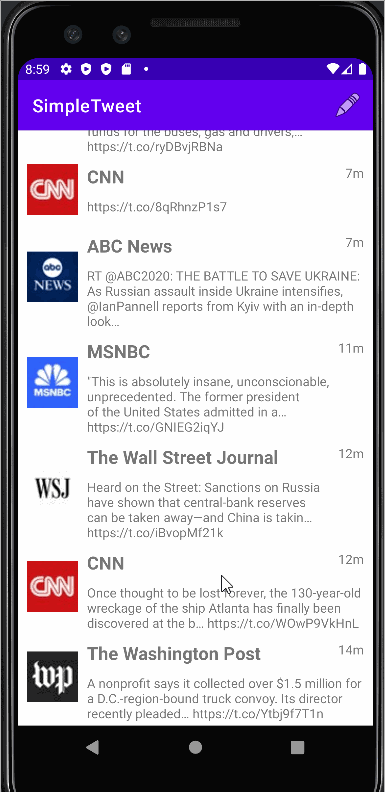 8:59
SimpleTweet
funds for the buses, gas and drivers,...
https://t.co/ryDBvjRBNa
CNN
CNN
7m
https://t.co/8qRhnzP1s7
abc
NEWS
ABC News
7m
RT @ABC2020: THE BATTLE TO SAVE UKRAINE:
As Russian assault inside Ukraine intensifies,
@IanPannell reports from Kyiv with an in-depth
look...
MSNBC
MSNBC
11m
"This is absolutely insane, unconscionable,
unprecedented. The former president
of the United States admitted in a...
https://t.co/GNIEG2iqYJ
WSJ
The Wall Street Journal
12m
Heard on the Street: Sanctions on Russia
have shown that central-bank reserves
can be taken away—and China is takin...
https://t.co/iBvopMf21k
CNN
CNN
12m
Once thought to be lost forever, the 130-year-old
wreckage of the ship Atlanta has finally been
discovered at the b... https://t.co/WOwP9VkHnL
wp
The Washington Post
14m
A nonprofit says it collected over $1.5 million for
a D.C.-region-bound truck convoy. Its director
recently pleaded... https://t.co/Ytbj9f7T1n